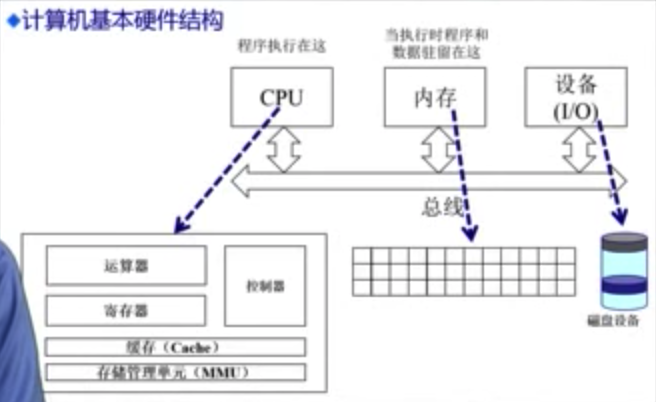 计算机基本硬件结构
程序执行在这
当执行时程序和
数据驻留在这
CPU
内存
设备
(I/O)
总线
运算器
控制器
寄存器
缓存（Cache）
存储管理单元（MMU）
磁盘设备